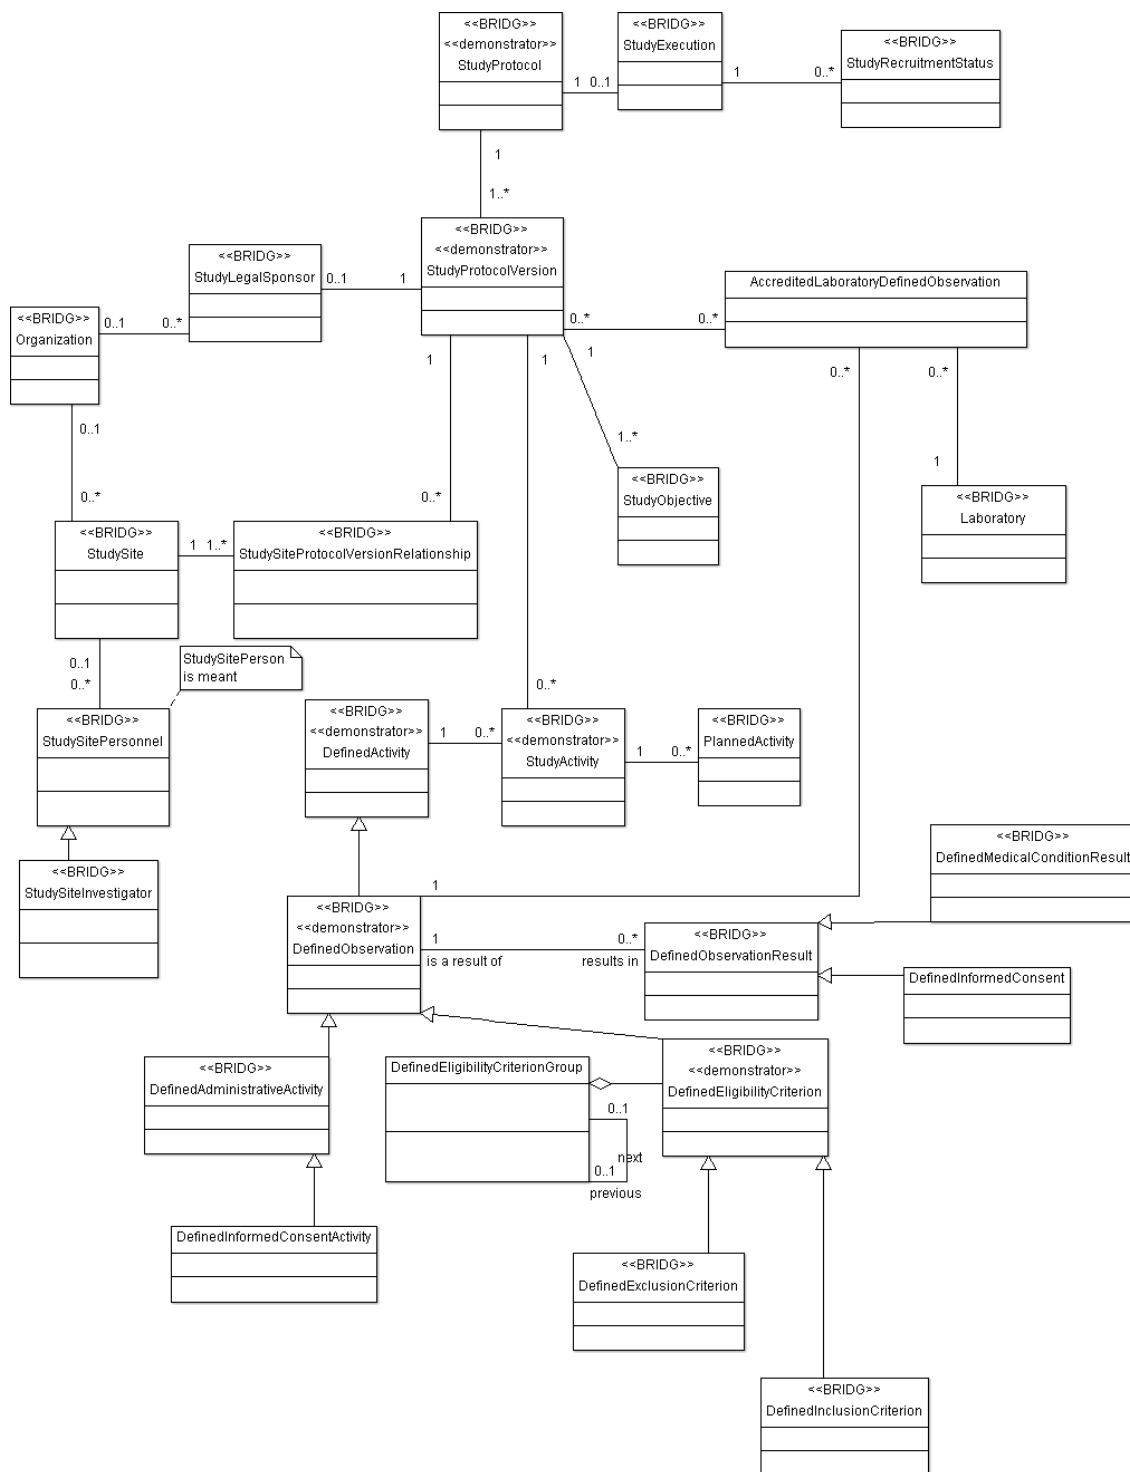 <<BRIDG>>
<<demonstrator>>
StudyProtocol
<<BRIDG>>
StudyExecution
<<BRIDG>>
StudyRecruitmentStatus
1 0..1
1
0..*
1
1..*
<<BRIDG>>
<<demonstrator>>
StudyProtocolVersion
<<BRIDG>>
StudyLegalSponsor
0..1
1
AccreditedLaboratoryDefinedObservation
<<BRIDG>>
Organization
0..1
0..*
0..*
0..*
1
1
1
0..*
0..*
0..1
0..*
1..*
1
0..*
<<BRIDG>>
StudyObjective
<<BRIDG>>
Laboratory
<<BRIDG>>
StudySite
1 1..*
<<BRIDG>>
StudySiteProtocolVersionRelationship
0..1
0..*
StudySitePerson
is meant
0..*
<<BRIDG>>
StudySitePersonnel
<<BRIDG>>
<<demonstrator>>
DefinedActivity
1
0..*
<<BRIDG>>
<<demonstrator>>
StudyActivity
1
0..*
<<BRIDG>>
PlannedActivity
<<BRIDG>>
StudySiteInvestigator
<<BRIDG>>
DefinedMedicalConditionResult
1
<<BRIDG>>
<<demonstrator>>
DefinedObservation
1
0..*
is a result of
results in
<<BRIDG>>
DefinedObservationResult
DefinedInformedConsent
<<BRIDG>>
DefinedAdministrativeActivity
DefinedEligibilityCriterionGroup
<<BRIDG>>
<<demonstrator>>
DefinedEligibilityCriterion
0..1
next
0..1
previous
DefinedInformedConsentActivity
<<BRIDG>>
DefinedExclusionCriterion
<<BRIDG>>
DefinedInclusionCriterion